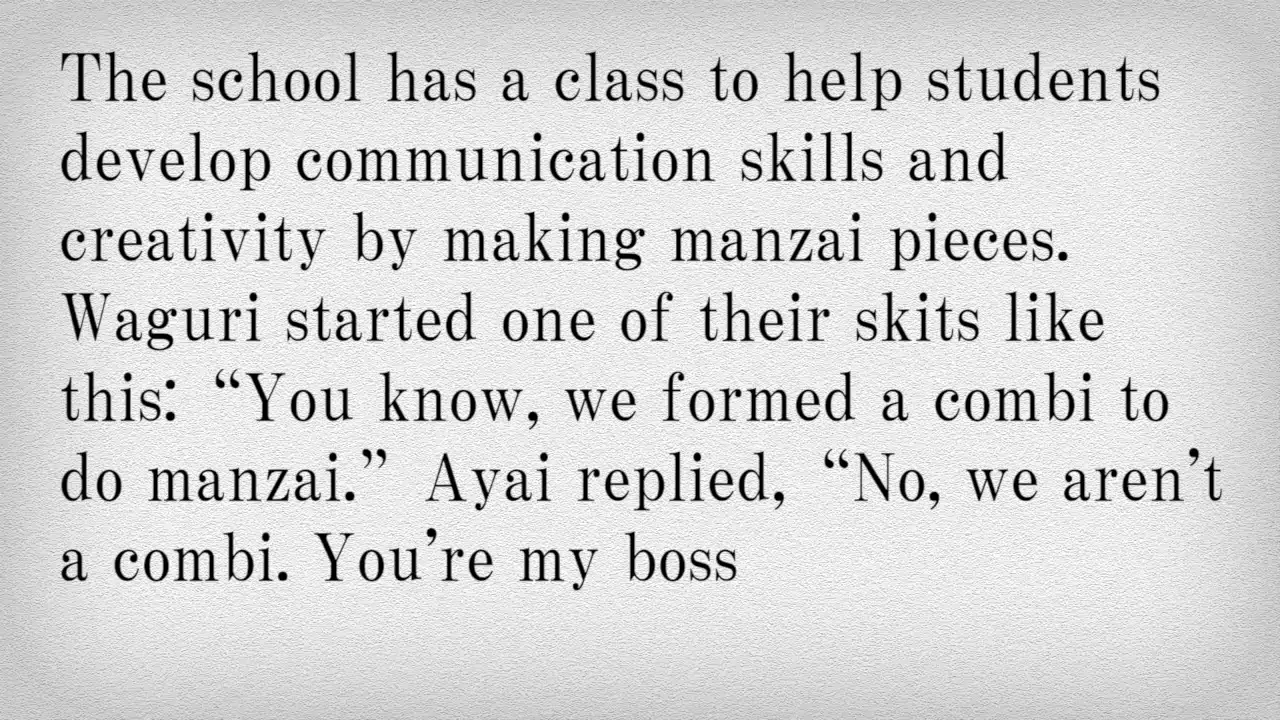 The school has a class to help students
develop communication skills and
creativity by making manzai pieces.
Waguri started one of their skits like
this: “You know, we formed a combi to
do manzai.” Ayai replied, “No, we aren’t
a combi. You’re my boss